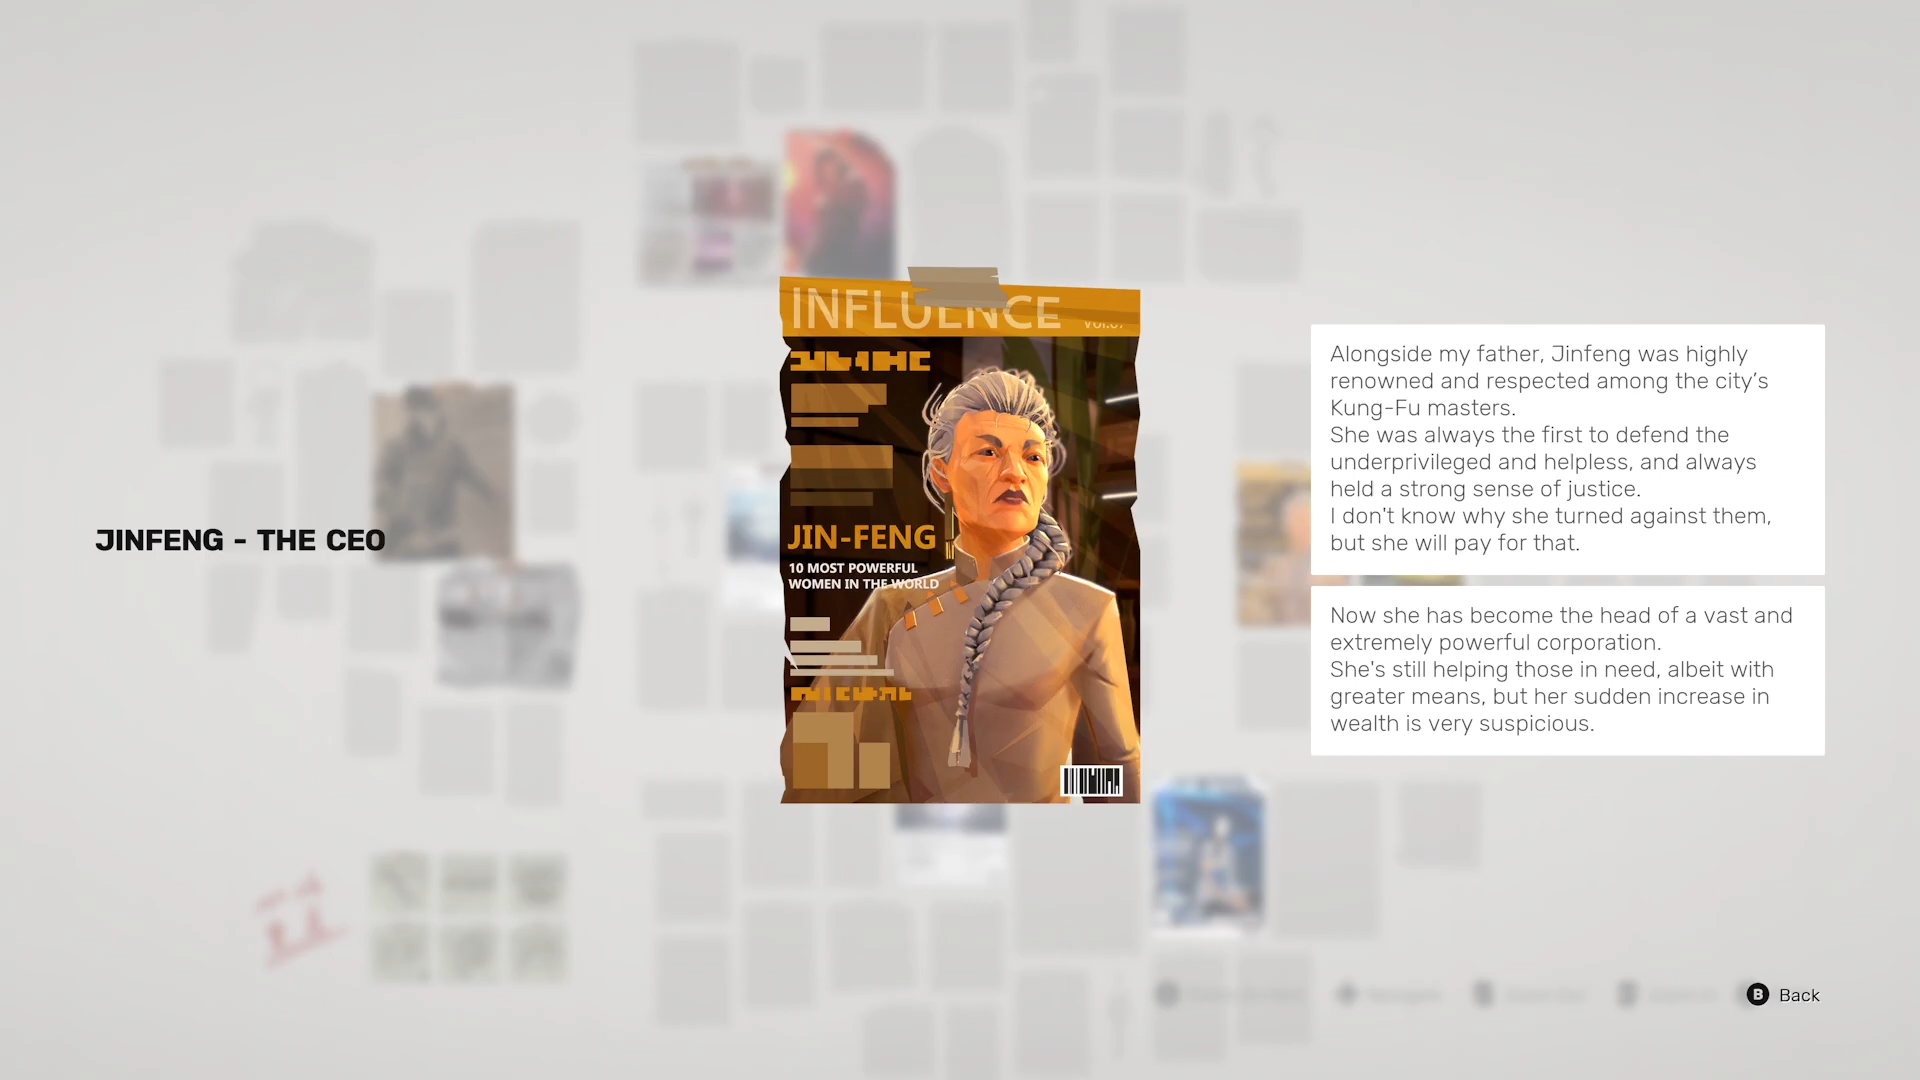 JINFENG - THE CEO
INFLUENCE
JIN-FENG
10 MOST POWERFUL
WOMEN IN THE WORLD
Alongside my father, Jinfeng was highly
renowned and respected among the city's
Kung-Fu masters.
She was always the first to defend the
underprivileged and helpless, and always
held a strong sense of justice.
I don't know why she turned against them,
but she will pay for that.
Now she has become the head of a vast and
extremely powerful corporation.
She's still helping those in need, albeit with
greater means, but her sudden increase in
wealth is very suspicious.
B Back